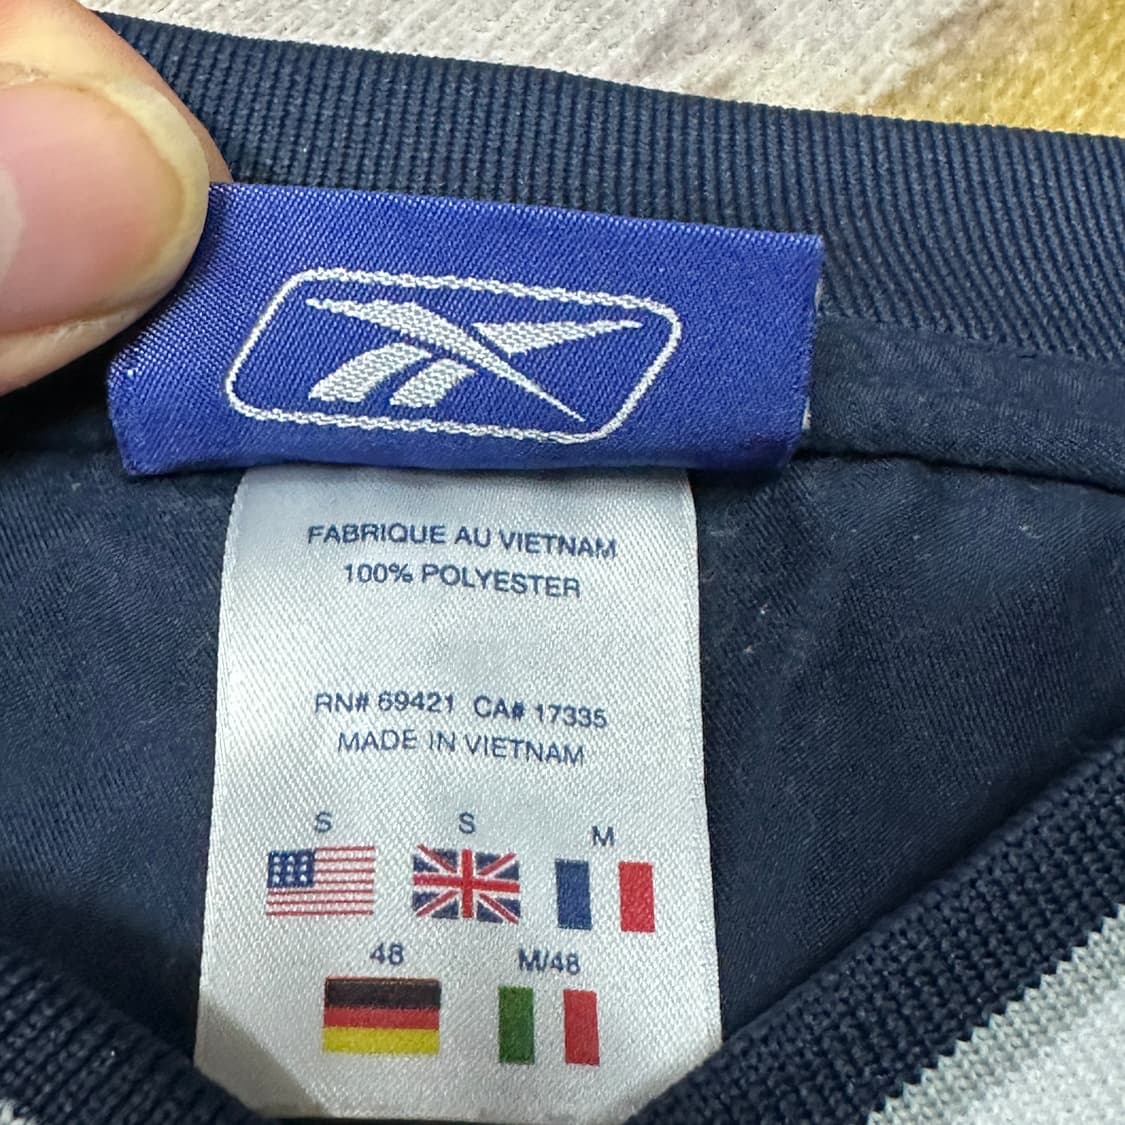 FABRIQUE AU VIETNAM
100% POLYESTER
RN# 69421 CA# 17335
MADE IN VIETNAM
S S M
48 M/48